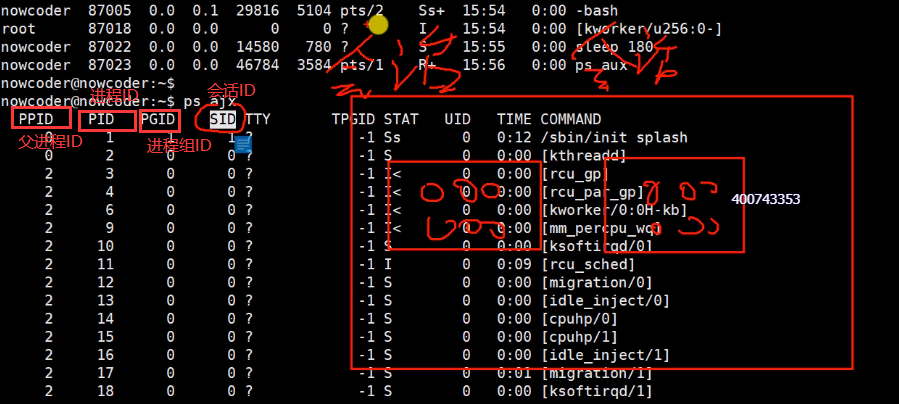 nowcoder 87005 0.0 0.1 29816 5104 pts/2 Ss+ 15:54 0:00 -bash
root 87018 0.0 0.0 0 0 ? I 15:54 0:00 [kworker/u256:0-]
nowcoder 87022 0.0 0.0 14580 780 ? S 15:55 0:00 sleep 180
nowcoder 87023 0.0 0.0 46784 3584 pts/1 R+ 15:56 0:00 ps aux
nowcoder@nowcoder:~$
进程ID 会话ID
nowcoder@nowcoder:~$ ps ajx
PPID PID PGID SID TTY TPGID STAT UID TIME COMMAND
父进程ID 进程组ID
0 1 1 1 ? -1 Ss 0 0:12 /sbin/init splash
0 2 0 0 ? -1 S 0 0:00 [kthreadd]
2 3 0 0 ? -1 I< 0 0:00 [rcu_gp]
2 4 0 0 ? -1 I< 0 0:00 [rcu_par_gp]
400743353
2 6 0 0 ? -1 I< 0 0:00 [kworker/0:0H-kb]
2 9 0 0 ? -1 I< 0 0:00 [mm_percpu_wq]
2 10 0 0 ? -1 S 0 0:00 [ksoftirqd/0]
2 11 0 0 ? -1 I 0 0:09 [rcu_sched]
2 12 0 0 ? -1 S 0 0:00 [migration/0]
2 13 0 0 ? -1 S 0 0:00 [idle_inject/0]
2 14 0 0 ? -1 S 0 0:00 [cpuhp/0]
2 15 0 0 ? -1 S 0 0:00 [cpuhp/1]
2 16 0 0 ? -1 S 0 0:00 [idle_inject/1]
2 17 0 0 ? -1 S 0 0:01 [migration/1]
2 18 0 0 ? -1 S 0 0:00 [ksoftirqd/1]